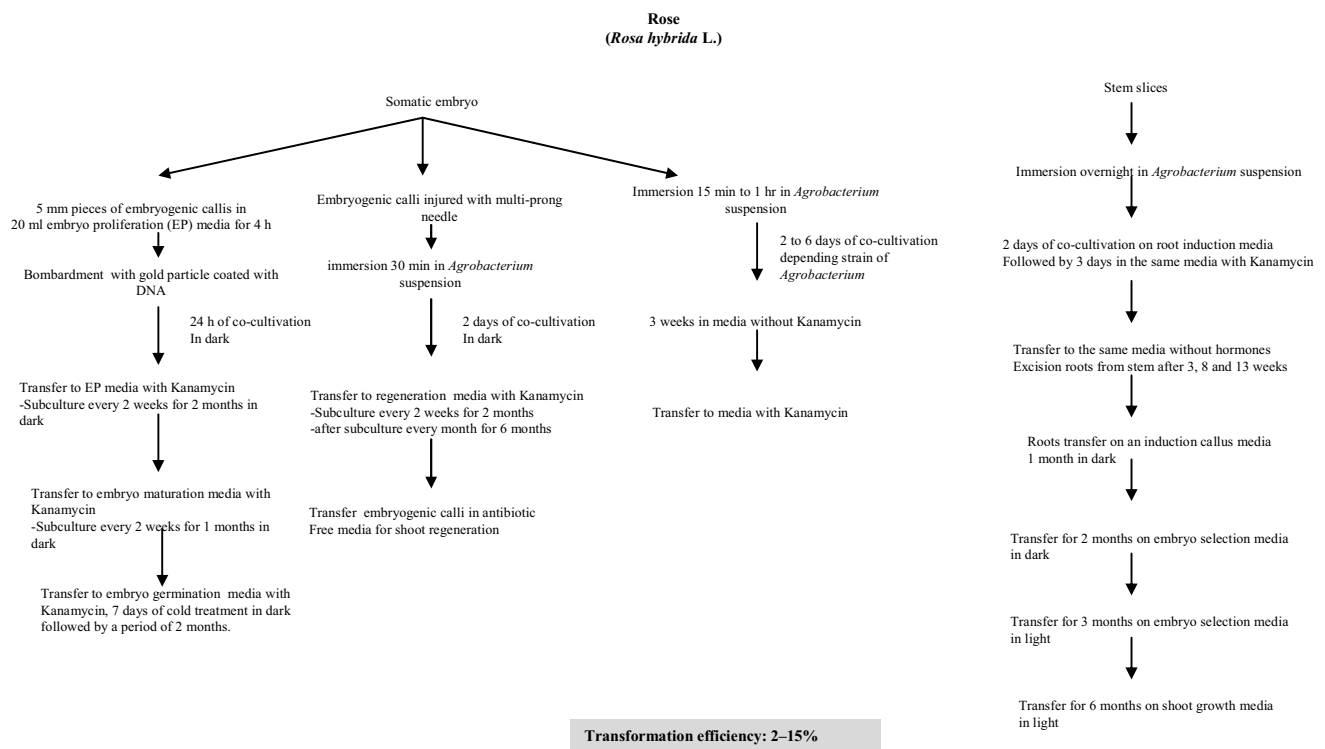 Rose
(Rosa hybrida L.)
Somatic embryo
5 mm pieces of embryogenic callis in
20 ml embryo proliferation (EP) media for 4 h
Bombardment with gold particle coated with
DNA
24 h of co-cultivation
In dark
Transfer to EP media with Kanamycin
-Subculture every 2 weeks for 2 months in
dark
Transfer to embryo maturation media with
Kanamycin
-Subculture every 2 weeks for 1 months in
dark
Transfer to embryo germination media with
Kanamycin, 7 days of cold treatment in dark
followed by a period of 2 months.
Embryogenic calli injured with multi-prong
needle
immersion 30 min in Agrobacterium
suspension
2 days of co-cultivation
In dark
Transfer to regeneration media with Kanamycin
-Subculture every 2 weeks for 2 months
-after subculture every month for 6 months
Transfer embryogenic calli in antibiotic
Free media for shoot regeneration
Immersion 15 min to 1 hr in Agrobacterium
suspension
2 to 6 days of co-cultivation
depending strain of
Agrobacterium
3 weeks in media without Kanamycin
Transfer to media with Kanamycin
Stem slices
Immersion overnight in Agrobacterium suspension
2 days of co-cultivation on root induction media
Followed by 3 days in the same media with Kanamycin
Transfer to the same media without hormones
Excision roots from stem after 3, 8 and 13 weeks
Roots transfer on an induction callus media
1 month in dark
Transfer for 2 months on embryo selection media
in dark
Transfer for 3 months on embryo selection media
in light
Transfer for 6 months on shoot growth media
in light
Transformation efficiency: 2–15%